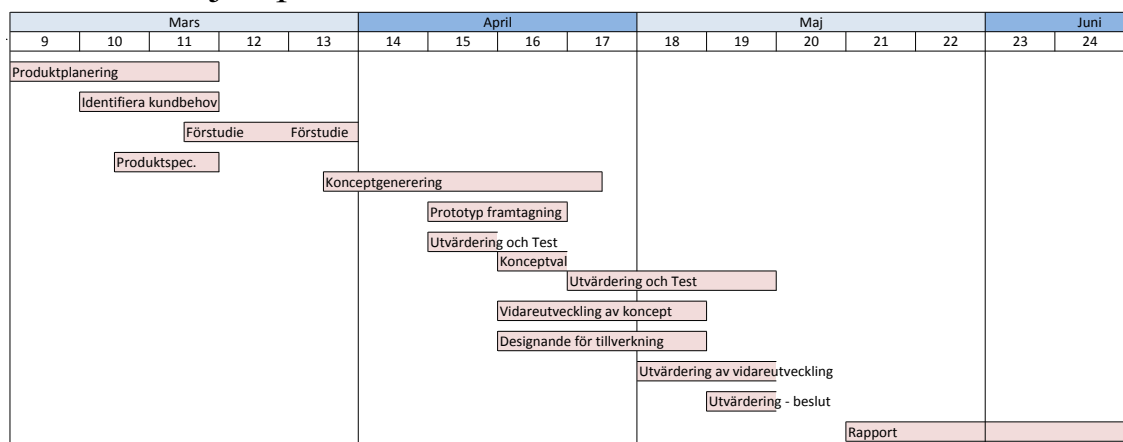 Mars April Maj Juni
9 10 11 12 13 14 15 16 17 18 19 20 21 22 23 24
Produktplanering
Identifiera kundbehov
Förstudie Förstudie
Produktspec.
Konceptgenerering
Prototyp framtagning
Utvärdering och Test
Konceptval
Utvärdering och Test
Vidareutveckling av koncept
Designande för tillverkning
Utvärdering av vidareutveckling
Utvärdering - beslut
Rapport